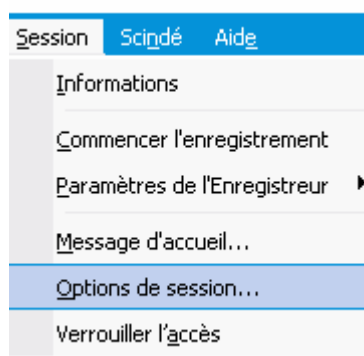 Session Scindé Aide
Informations
Commencer l'enregistrement
Paramètres de l'Enregistreur
Message d'accueil...
Options de session...
Verrouiller l'accès